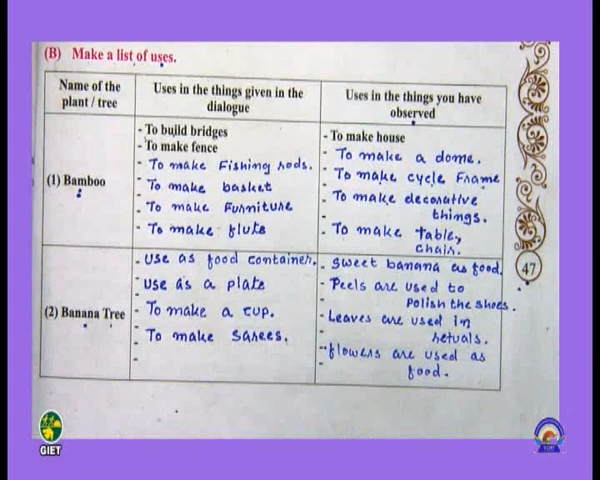 (B) Make a list of uses.
Name of the plant / tree
Uses in the things given in the dialogue
Uses in the things you have observed
(1) Bamboo
- To build bridges
- To make fence
- To make Fishing rods.
- To make basket
- To make Furniture
- To make flute
- To make house
- To make a dome.
- To make cycle Frame
- To make decorative
things.
- To make table,
chair.
(2) Banana Tree
- Use as food container.
- Use as a plate
- To make a cup.
- To make sarees.
-
- Sweet banana as food.
- Peels are used to
polish the shoes.
- Leaves are used in
retuals.
- flowers are used as
food.
47
GIET